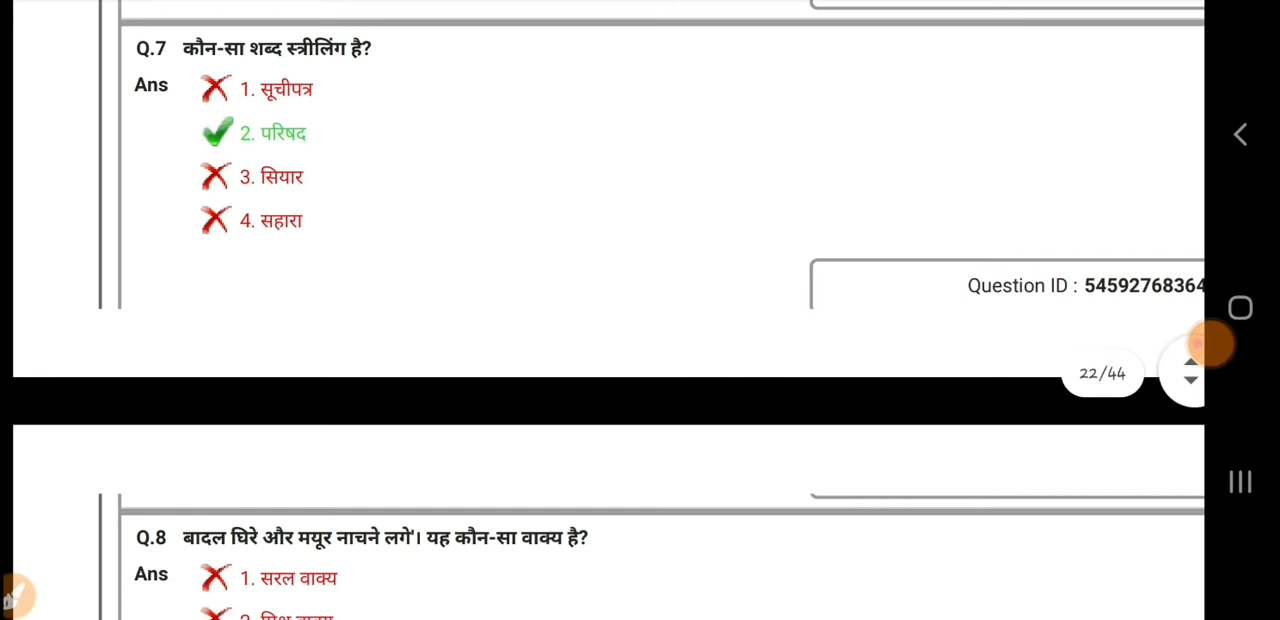 Q.7 कौन-सा शब्द स्त्रीलिंग है?
Ans 1. सूचीपत्र
2. परिषद
3. सियार
4. सहारा
Question ID : 54592768364
22/44
Q.8 बादल घिरे और मयूर नाचने लगे'। यह कौन-सा वाक्य है?
Ans 1. सरल वाक्य